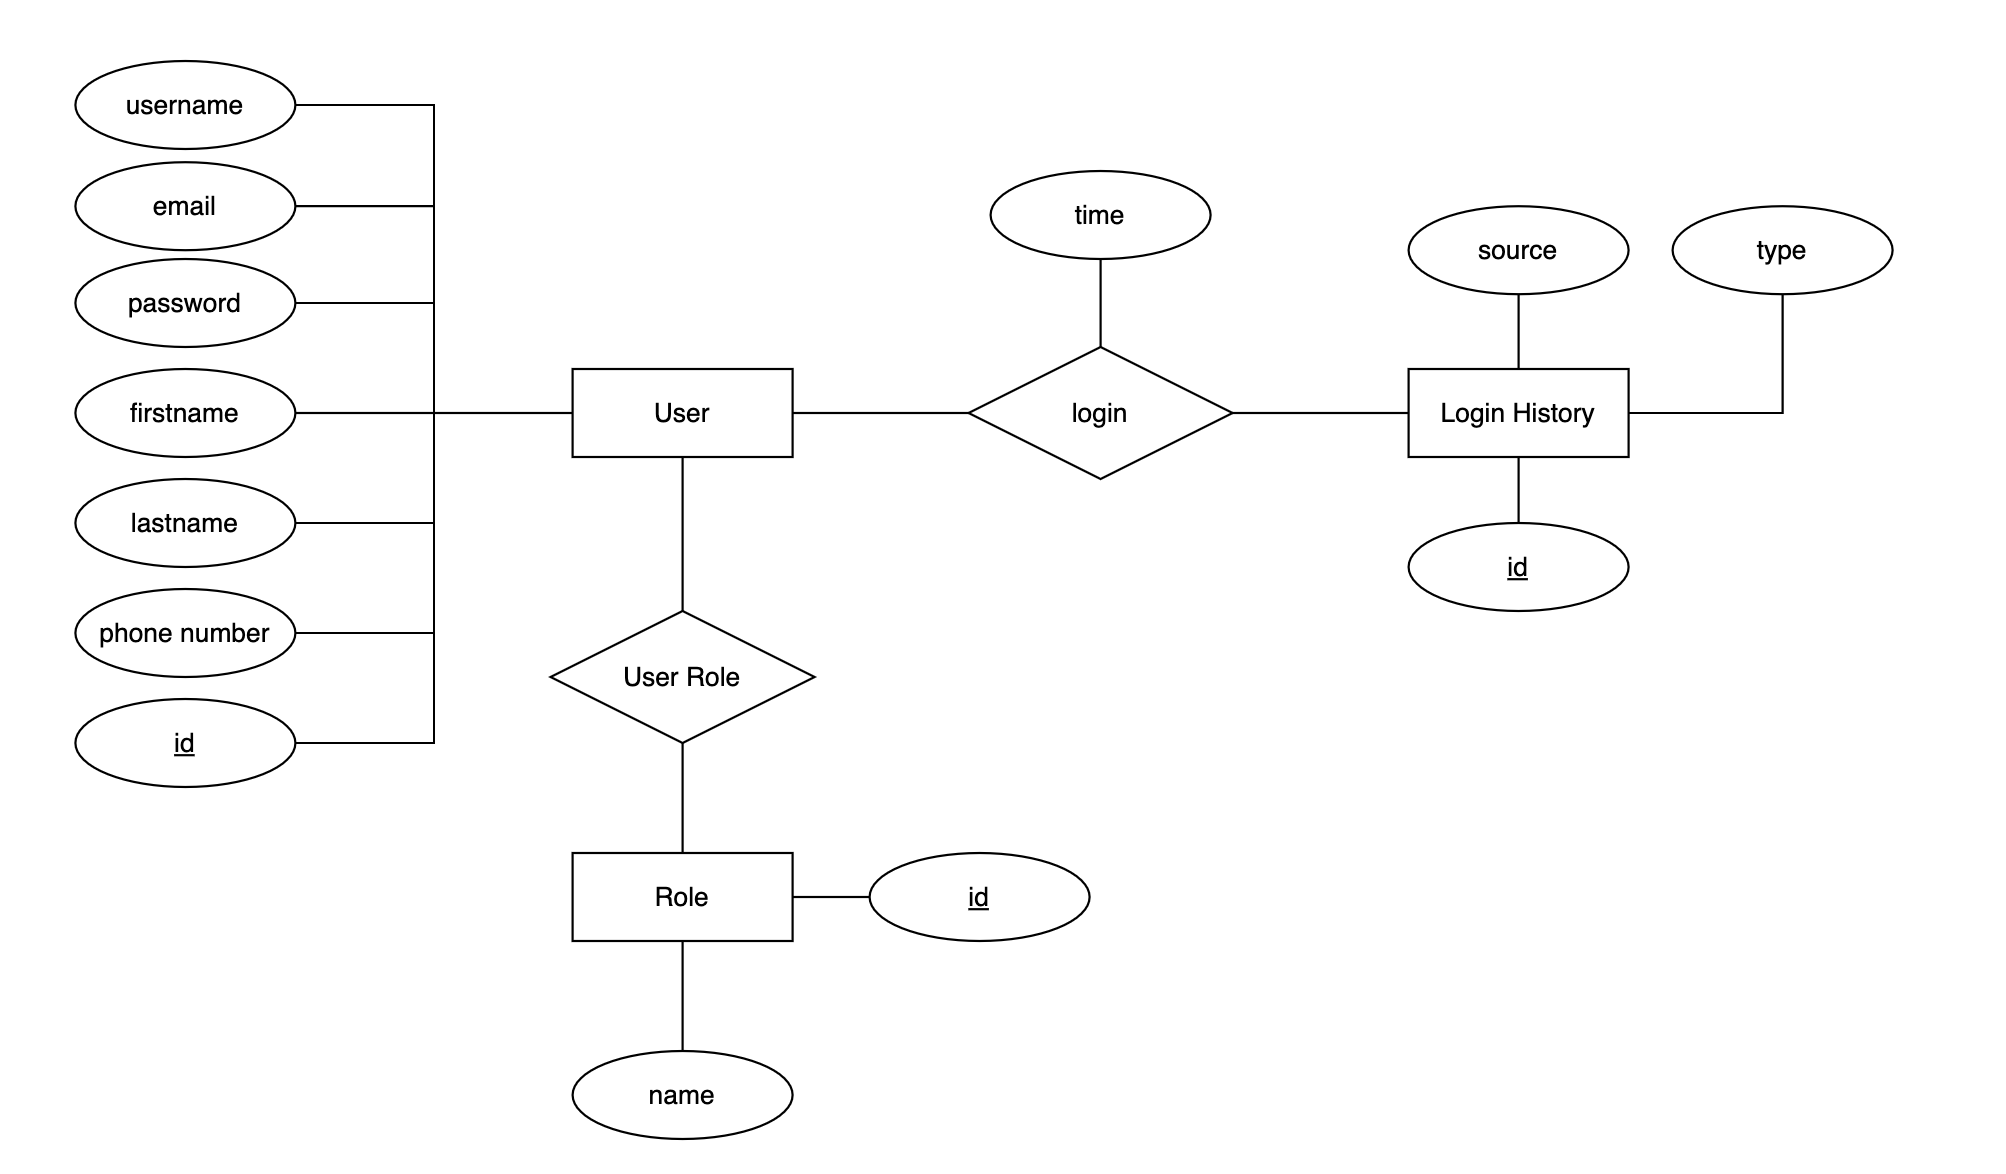 username
email
password
firstname
lastname
phone number
id
time
source
type
User
login
Login History
id
User Role
Role
id
name